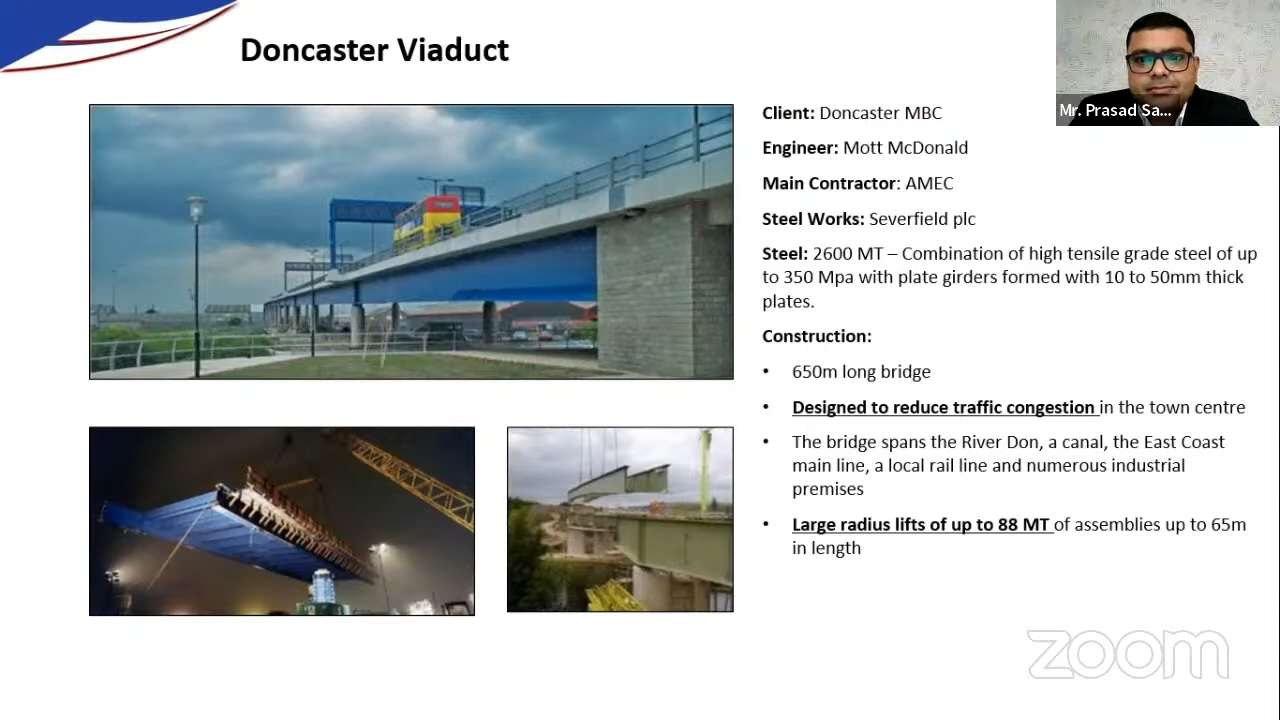 Doncaster Viaduct
Mr. Prasad Sa...
Client: Doncaster MBC
Engineer: Mott McDonald
Main Contractor: AMEC
Steel Works: Severfield plc
Steel: 2600 MT – Combination of high tensile grade steel of up
to 350 Mpa with plate girders formed with 10 to 50mm thick
plates.
Construction:
• 650m long bridge
• Designed to reduce traffic congestion in the town centre
• The bridge spans the River Don, a canal, the East Coast
main line, a local rail line and numerous industrial
premises
• Large radius lifts of up to 88 MT of assemblies up to 65m
in length
zoom